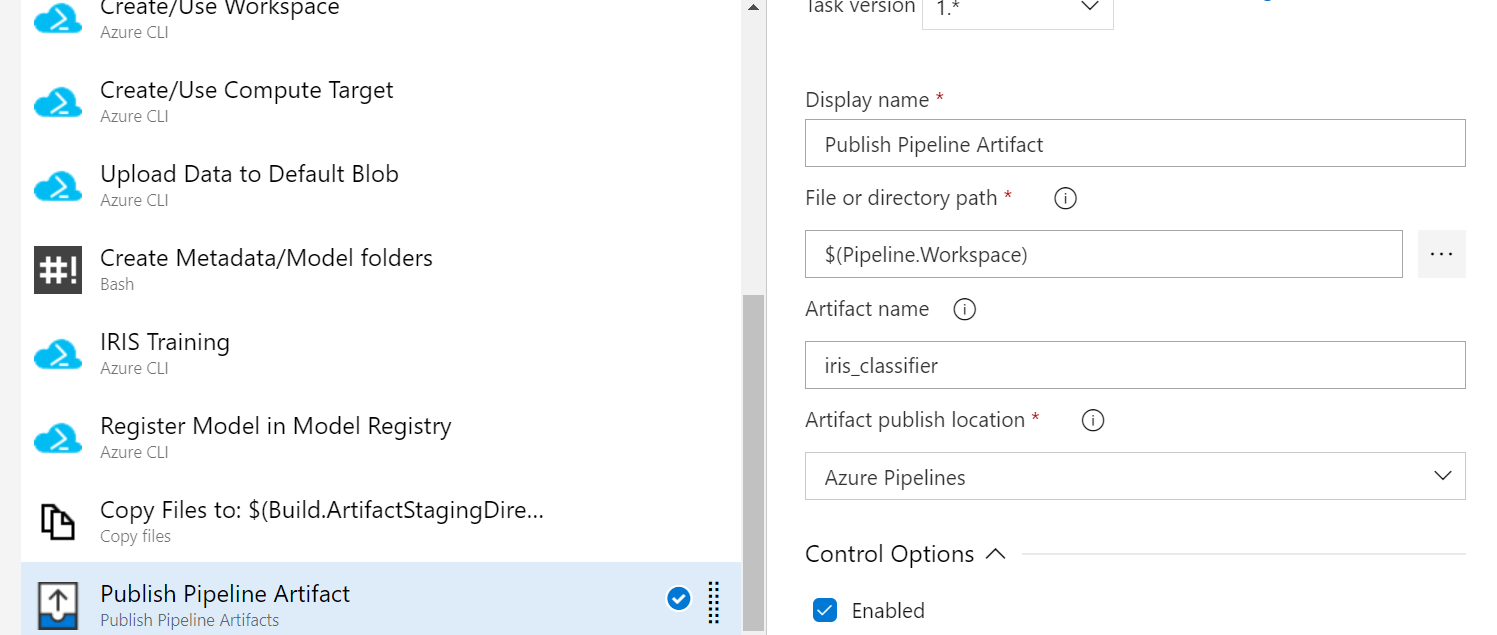 Create/Use Workspace
Azure CLI
Create/Use Compute Target
Azure CLI
Upload Data to Default Blob
Azure CLI
Create Metadata/Model folders
#!
Bash
IRIS Training
Azure CLI
Register Model in Model Registry
Azure CLI
Copy Files to: $(Build.ArtifactStagingDire...
Copy files
Publish Pipeline Artifact
Publish Pipeline Artifacts
Task version 1.*
Display name *
Publish Pipeline Artifact
File or directory path *
$(Pipeline.Workspace)
...
Artifact name
iris_classifier
Artifact publish location *
Azure Pipelines
Control Options
Enabled